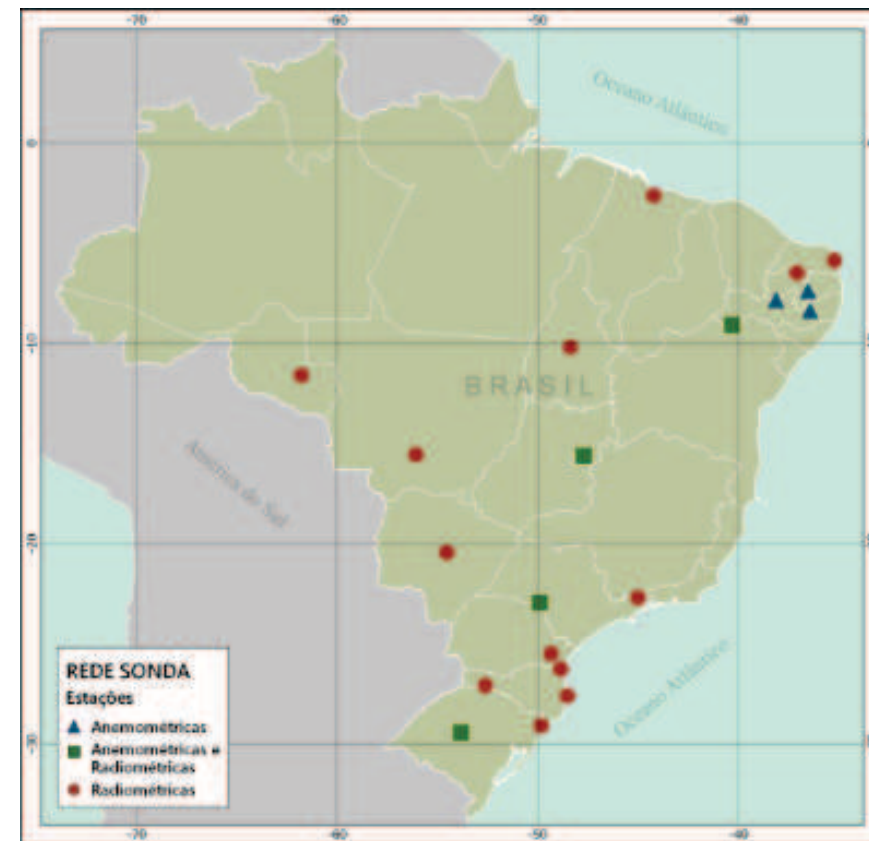 -70 -60 -50 -40
Oceano Atlântico
0
-10
BRASIL
América do Sul
-20
Oceano Atlântico
REDE SONDA
Estações
Anemométricas
Anemométricas e
Radiométricas
Radiométricas
-30
-70 -60 -50 -40